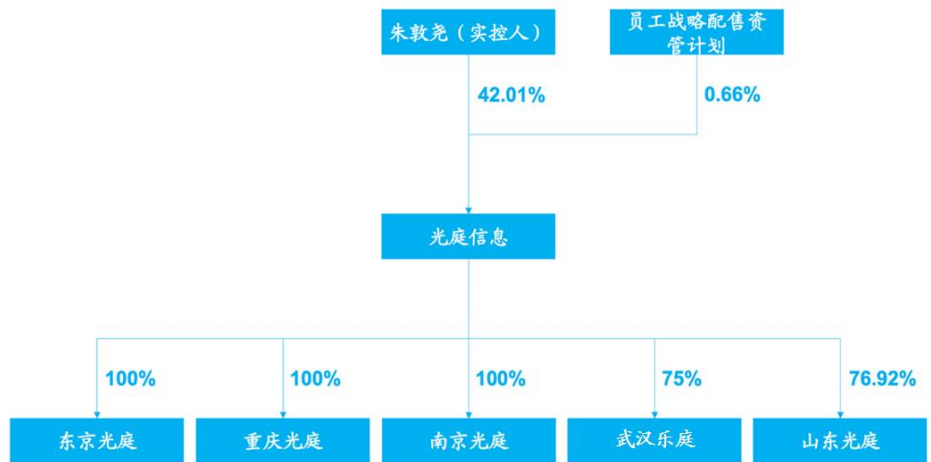 朱敦尧（实控人）
员工战略配售资
管计划
42.01%
0.66%
光庭信息
100%
100%
100%
75%
76.92%
东京光庭
重庆光庭
南京光庭
武汉乐庭
山东光庭